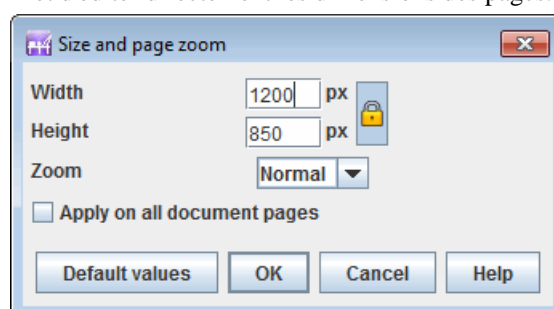 Size and page zoom
Width 1200 px
Height 850 px
Zoom Normal
Apply on all document pages
Default values OK Cancel Help